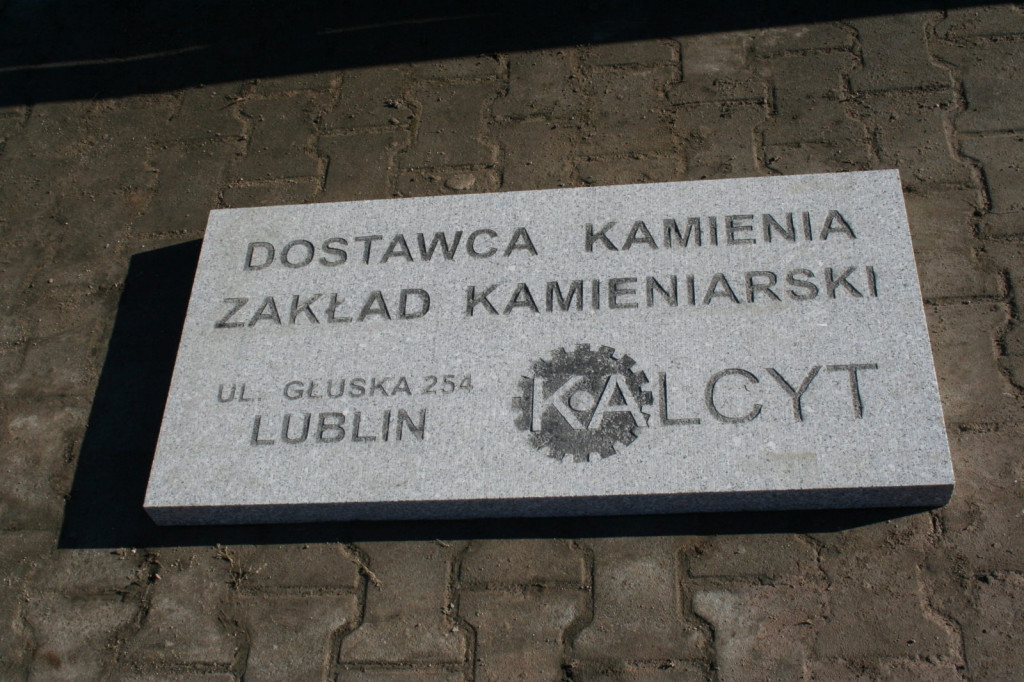 DOSTAWCA KAMIENIA
ZAKŁAD KAMIENIARSKI
UL. GŁUSKA 254
LUBLIN
KALCYT